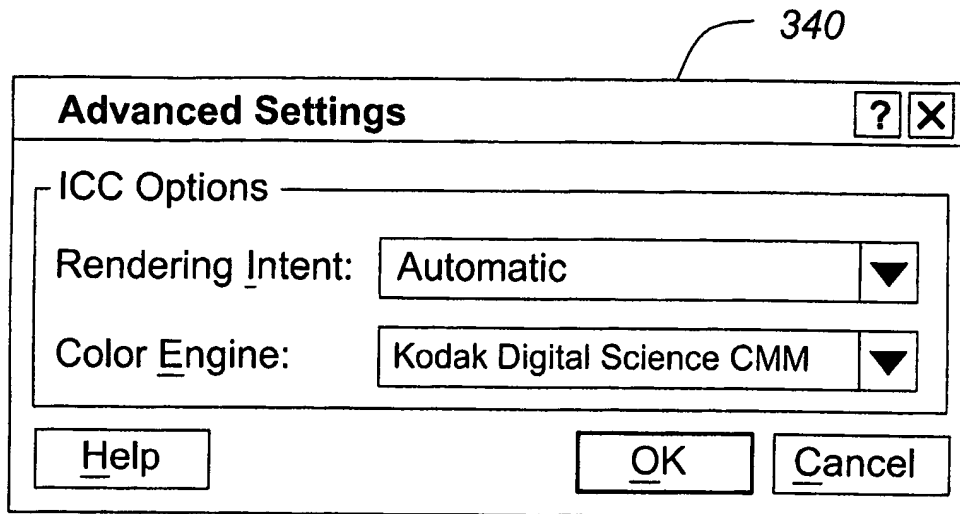 340
Advanced Settings ? X
ICC Options
Rendering Intent: Automatic
Color Engine: Kodak Digital Science CMM
Help OK Cancel